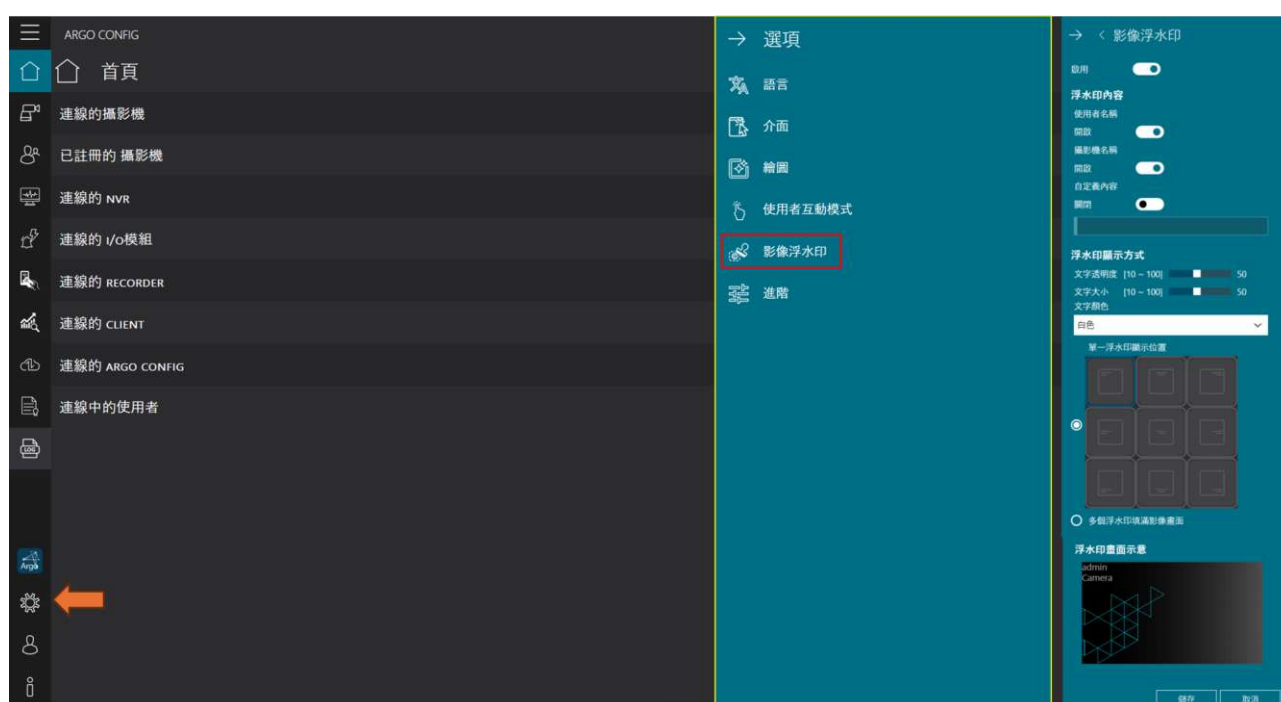 ARGO CONFIG
首頁
連線的攝影機
已註冊的 攝影機
連線的 NVR
連線的 I/O模組
連線的 RECORDER
連線的 CLIENT
連線的 ARGO CONFIG
連線中的使用者
LOG
Argo
選項
語言
介面
繪圖
使用者互動模式
影像浮水印
進階
影像浮水印
啟用
浮水印內容
使用者名稱
開啟
攝影機名稱
開啟
自定義內容
關閉
浮水印顯示方式
文字透明度 [10 ~ 100] 50
文字大小 [10 ~ 100] 50
文字顏色
白色
單一浮水印顯示位置
多個浮水印填滿影像畫面
浮水印畫面示意
admin
Camera
儲存 取消